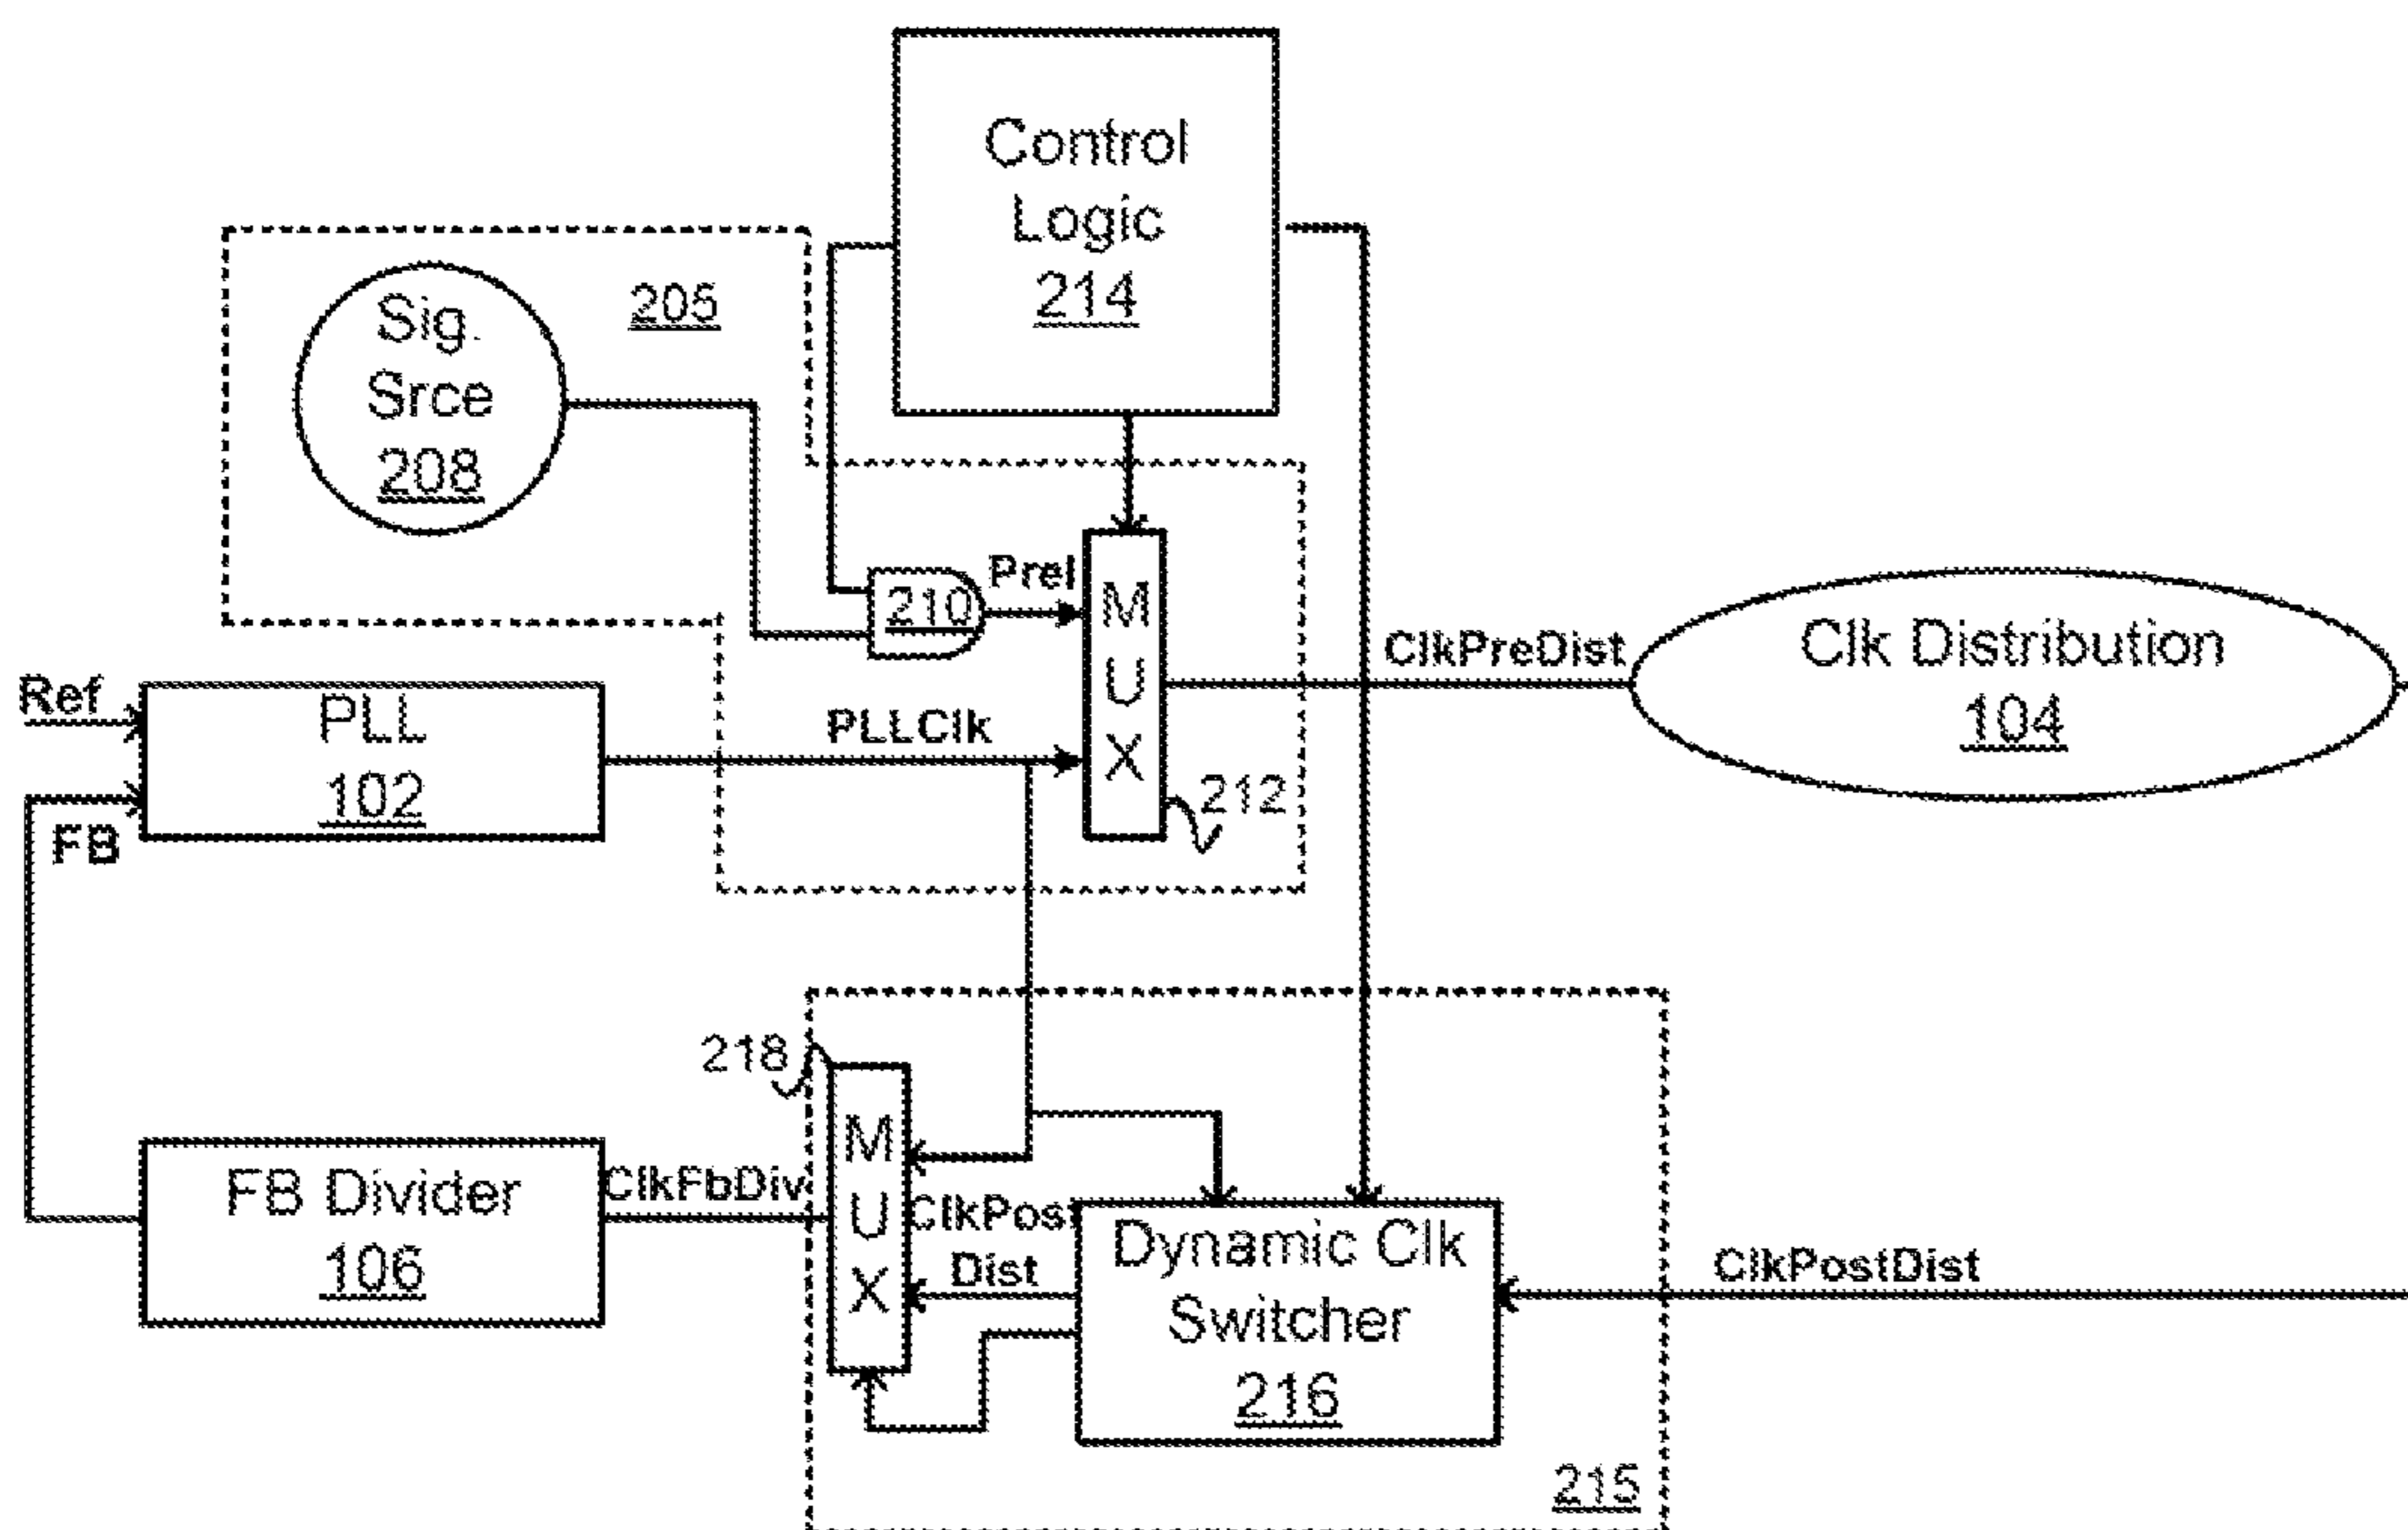 Control
Logic
214
Sig.
Srce
208
205
210
Prel
M
U
X
212
ClkPreDist
Clk Distribution
104
Ref
PLL
102
FB
PLLClk
218
M
U
X
FB Divider
106
ClkFbDiv
ClkPost
Dist
Dynamic Clk
Switcher
216
ClkPostDist
215